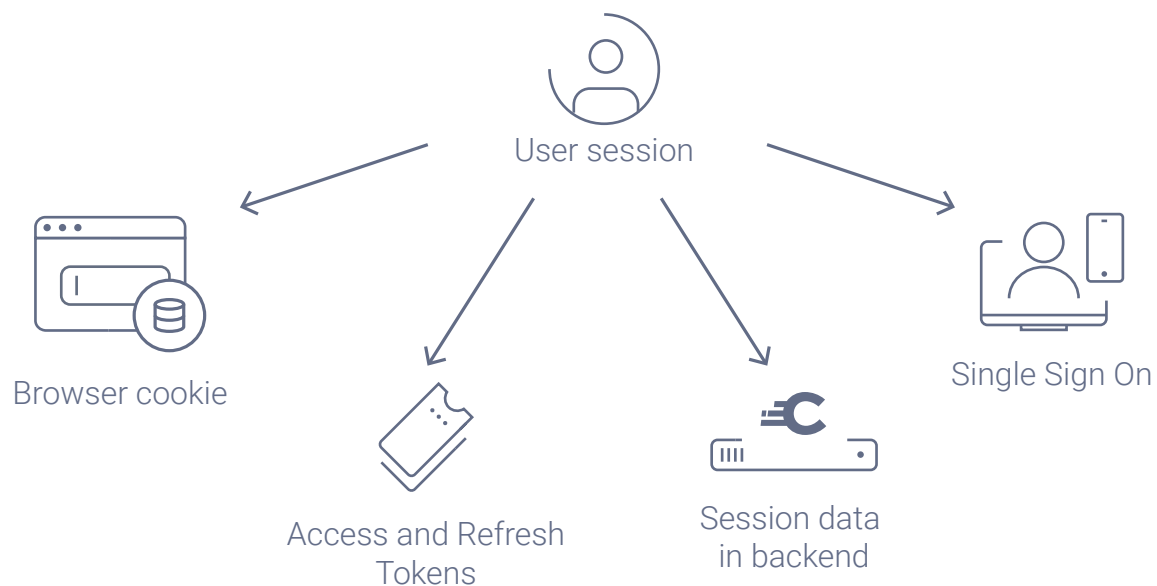 User session
Browser cookie
Access and Refresh
Tokens
Session data
in backend
Single Sign On